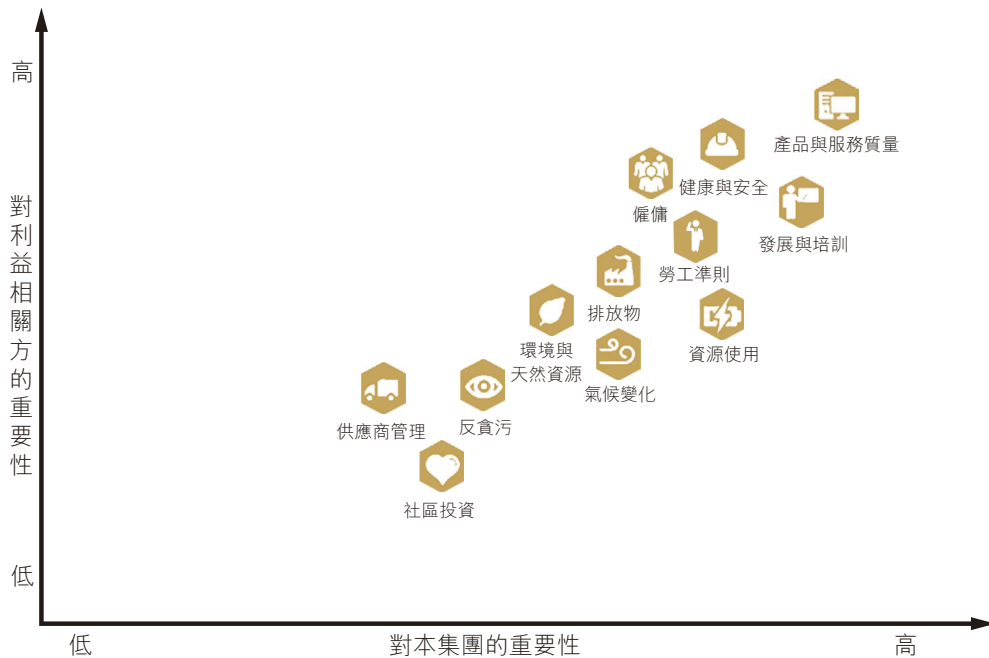 高
對利益相關方的重要性
低
產品與服務質量
健康與安全
僱傭
發展與培訓
勞工準則
排放物
資源使用
環境與
天然資源
氣候變化
供應商管理
反貪污
社區投資
低
對本集團的重要性
高